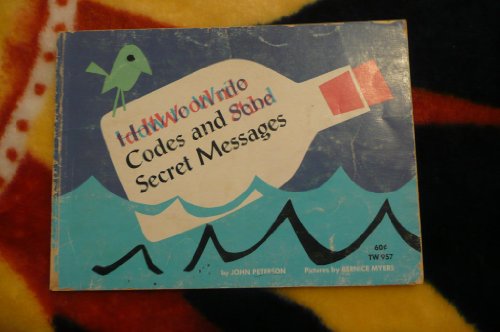 Codes and
Secret Messages
by JOHN PETERSON Pictures by BERNICE MYERS
60¢
TW 957